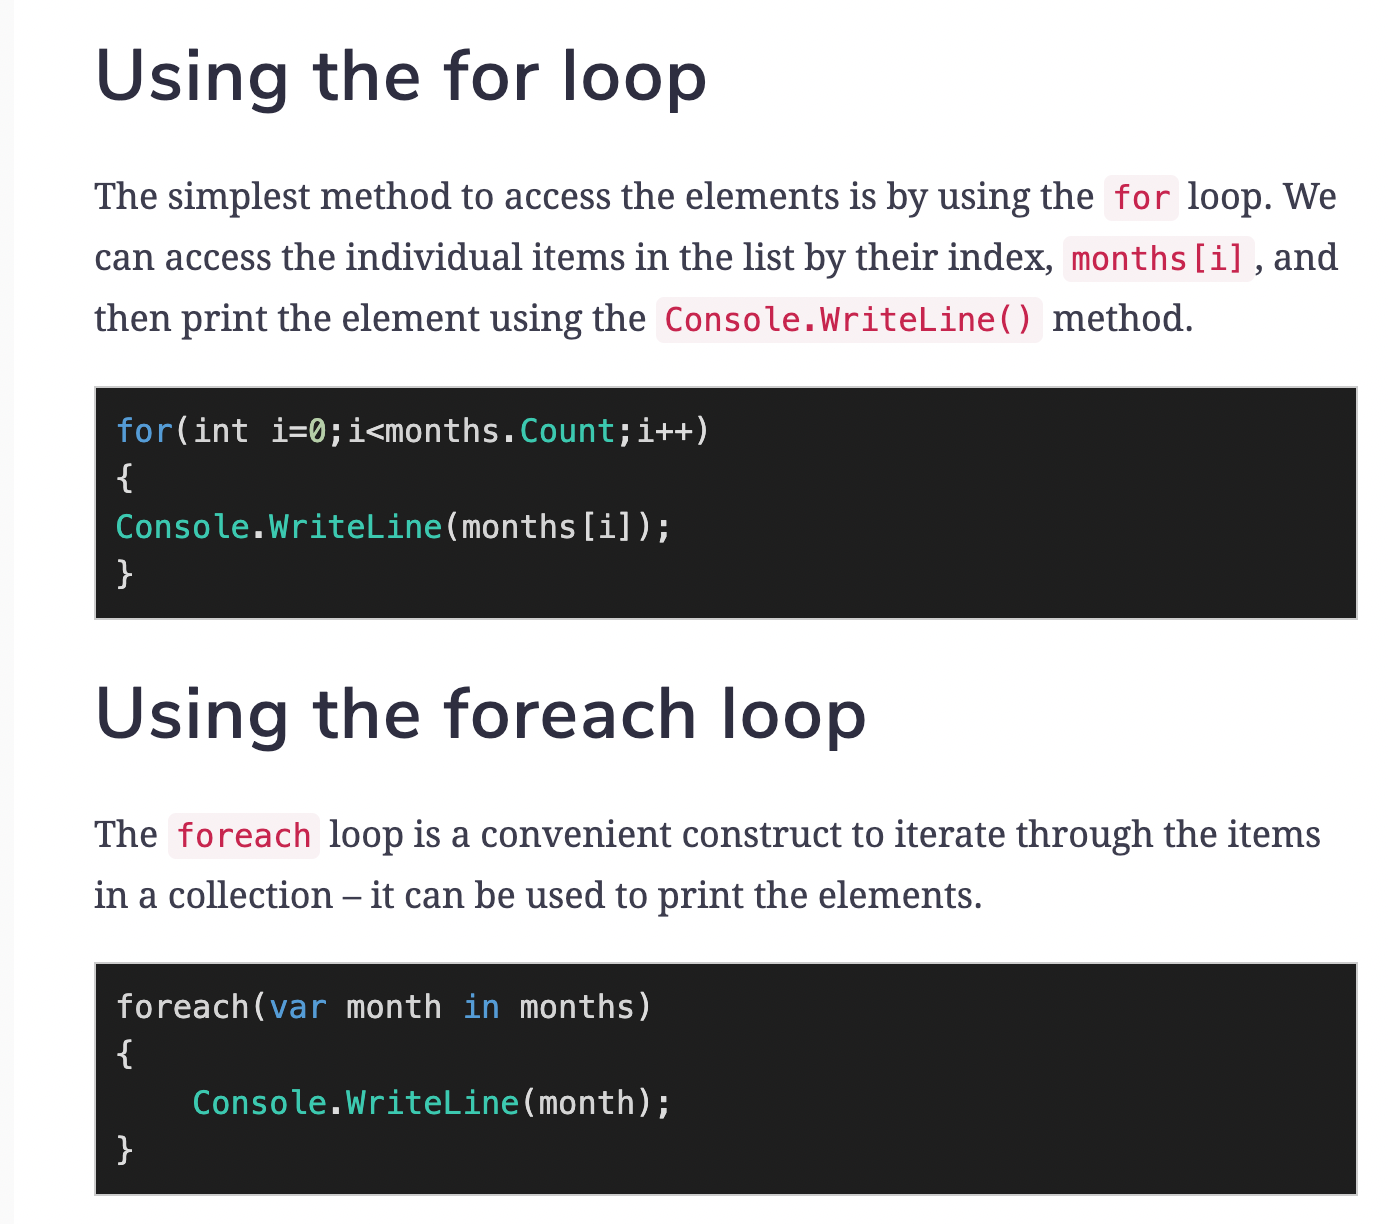 Using the for loop
The simplest method to access the elements is by using the for loop. We
can access the individual items in the list by their index, months[i], and
then print the element using the Console.WriteLine() method.
for(int i=0;i<months.Count;i++)
{
Console.WriteLine(months[i]);
}
Using the foreach loop
The foreach loop is a convenient construct to iterate through the items
in a collection – it can be used to print the elements.
foreach(var month in months)
{
    Console.WriteLine(month);
}